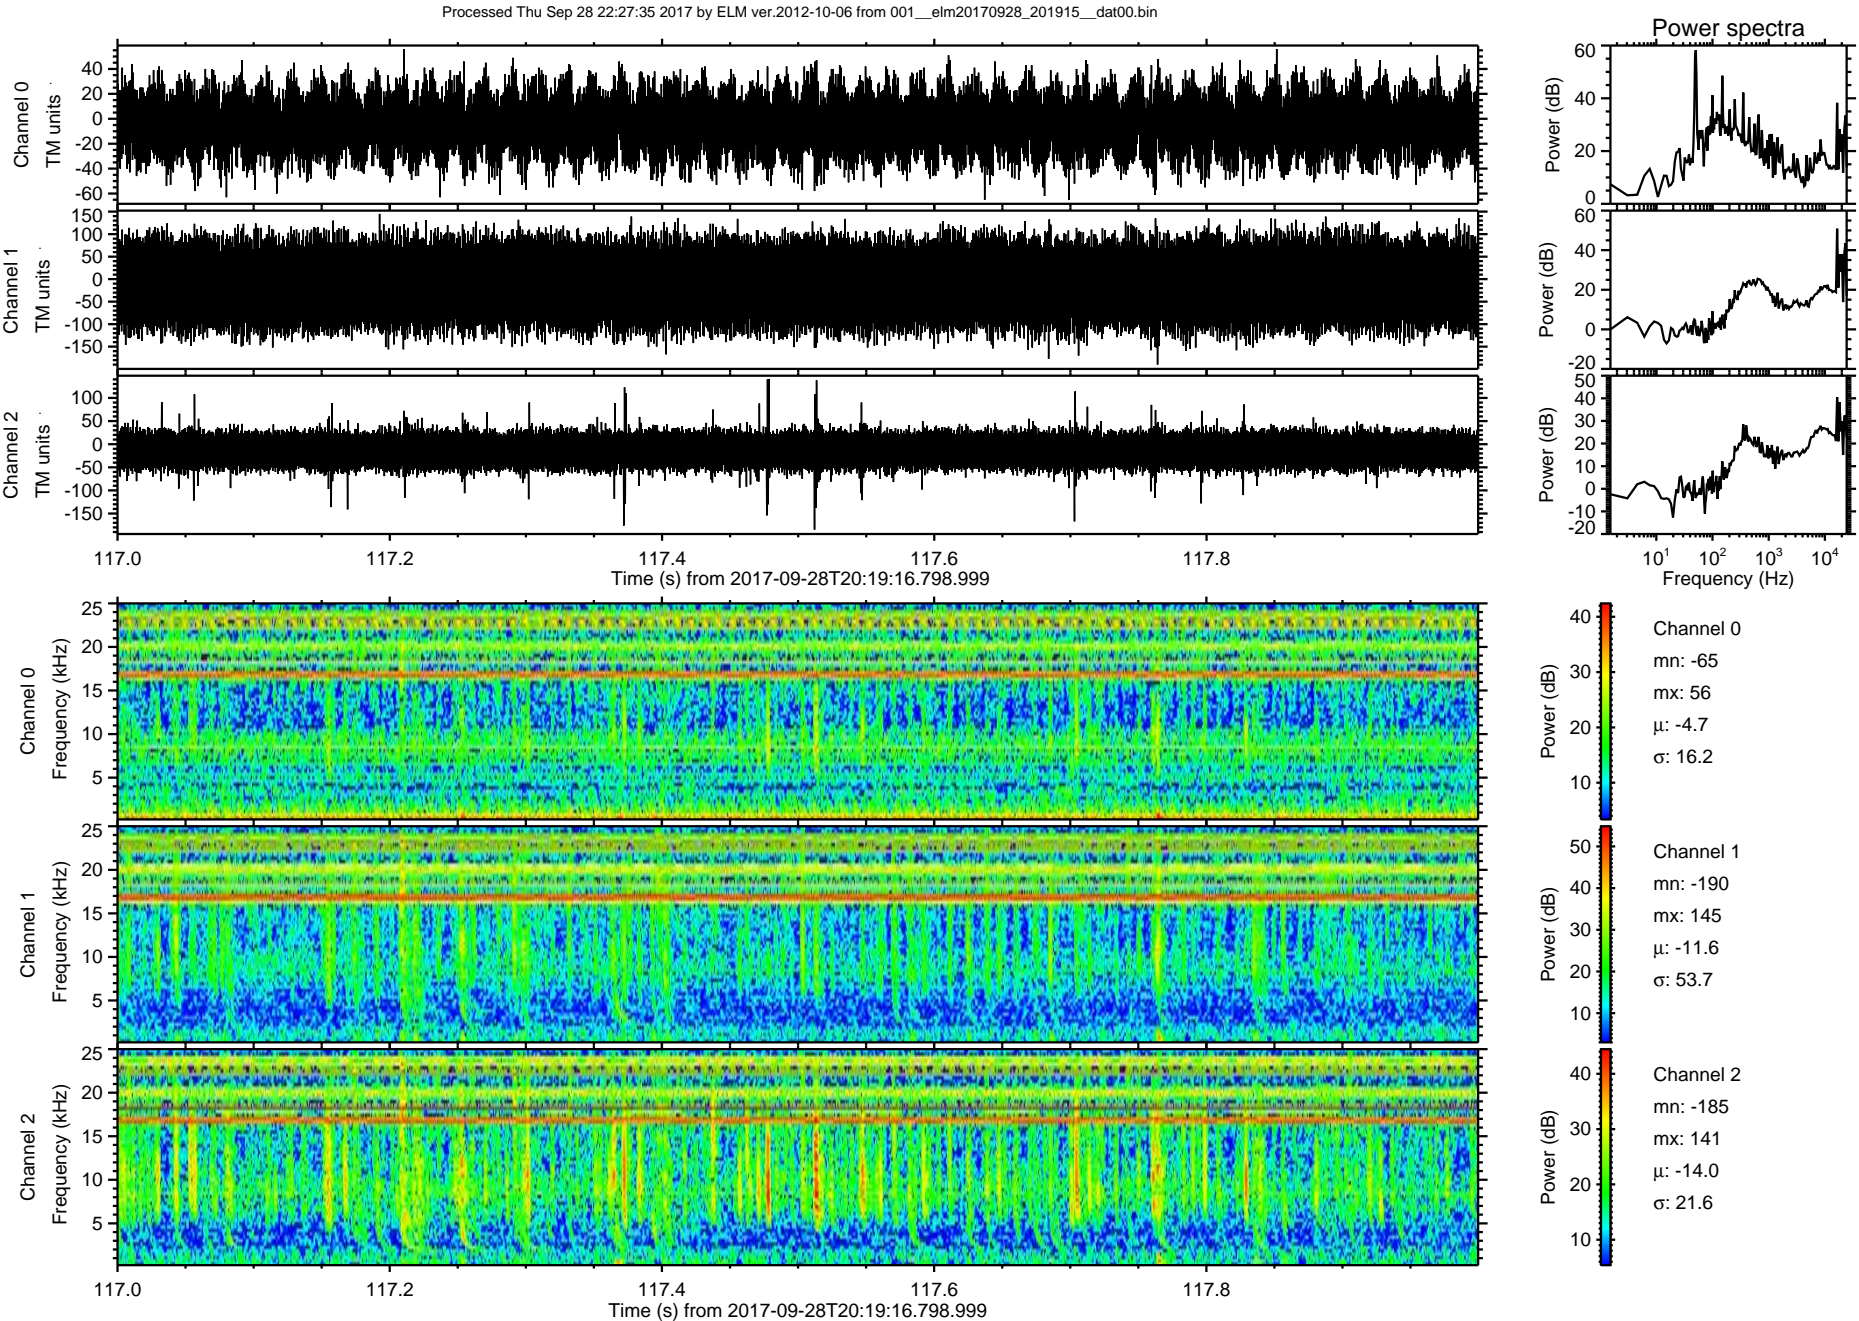 Processed Thu Sep 28 22:27:35 2017 by ELM ver.2012-10-06 from 001__elm20170928_201915__dat00.bin
Power spectra
Channel 0
TM units
40
20
0
-20
-40
-60
Power (dB)
60
40
20
0
Channel 1
TM units
150
100
50
0
-50
-100
-150
Power (dB)
60
40
20
0
-20
Channel 2
TM units
100
50
0
-50
-100
-150
Power (dB)
50
40
30
20
10
0
-10
-20
117.0 117.2 117.4 117.6 117.8
Time (s) from 2017-09-28T20:19:16.798.999
10^1 10^2 10^3 10^4
Frequency (Hz)
Channel 0
Frequency (kHz)
25
20
15
10
5
Power (dB)
40
30
20
10
Channel 0
mn: -65
mx: 56
µ: -4.7
σ: 16.2
Channel 1
Frequency (kHz)
25
20
15
10
5
Power (dB)
50
40
30
20
10
Channel 1
mn: -190
mx: 145
µ: -11.6
σ: 53.7
Channel 2
Frequency (kHz)
25
20
15
10
5
Power (dB)
40
30
20
10
Channel 2
mn: -185
mx: 141
µ: -14.0
σ: 21.6
117.0 117.2 117.4 117.6 117.8
Time (s) from 2017-09-28T20:19:16.798.999